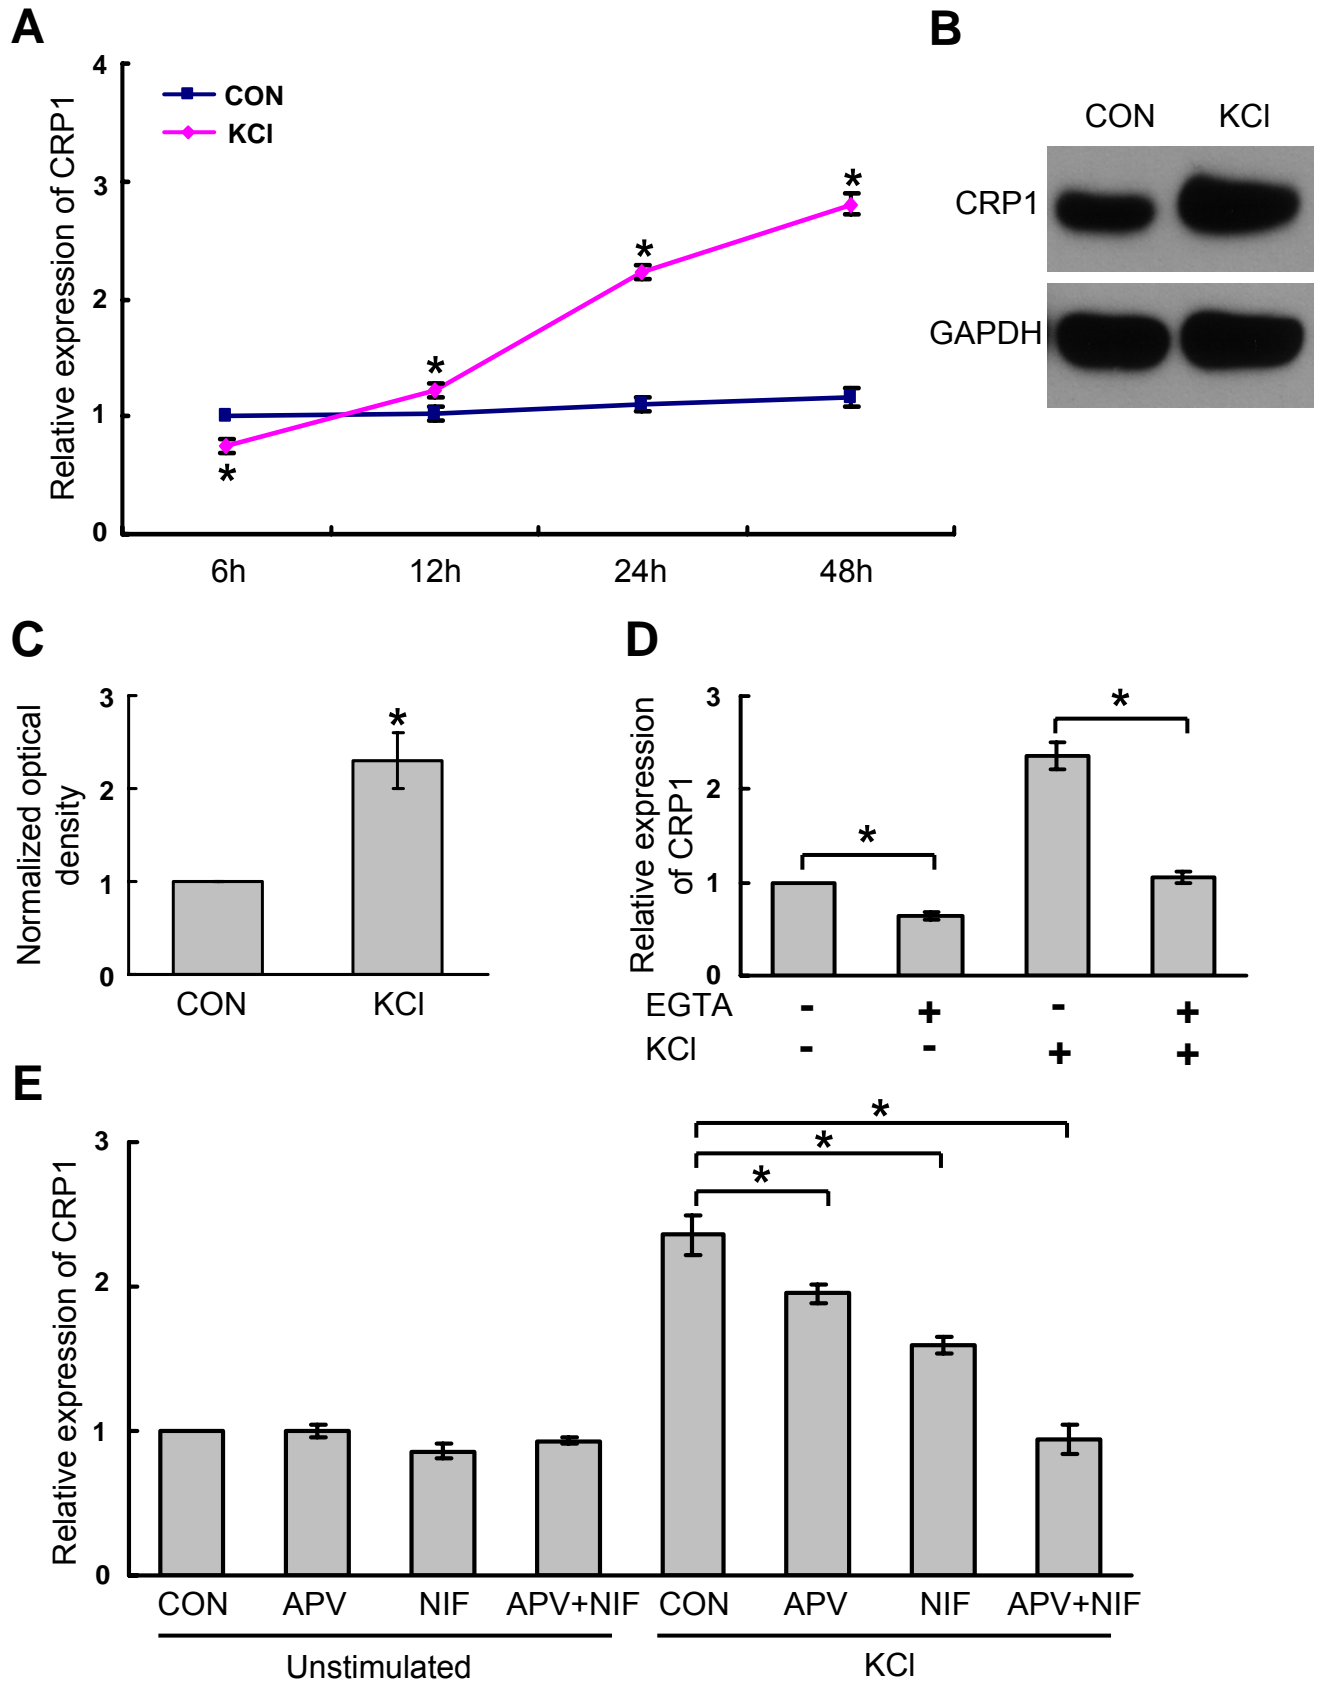 A
Relative expression of CRP1
4
3
2
1
0
CON
KCl
*
*
*
*
6h
12h
24h
48h
B
CON KCl
CRP1
GAPDH
C
Normalized optical
density
3
2
1
0
*
CON
KCl
D
Relative expression
of CRP1
3
2
1
0
*
*
EGTA - + - +
KCl - - + +
E
Relative expression of CRP1
3
2
1
0
*
*
*
CON APV NIF APV+NIF CON APV NIF APV+NIF
Unstimulated
KCl